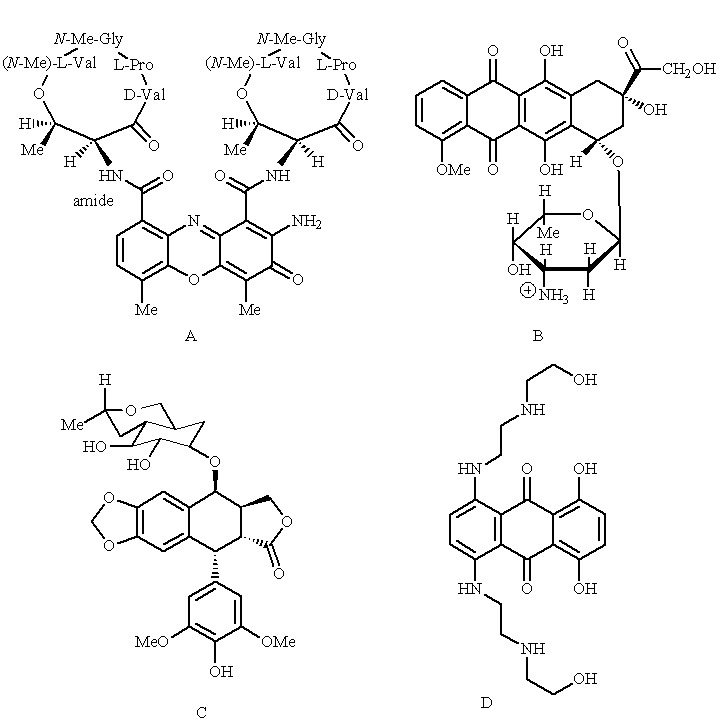 N-Me-Gly
(N-Me)-L-Val L-Pro
O D-Val
H
Me O
H
HN O
amide
N-Me-Gly
(N-Me)-L-Val L-Pro
O D-Val
H
Me O
H
O NH
N NH2
O O
Me Me
A
O OH O
CH2OH
OH
OMe O OH H O
H
H O
Me
H H
OH H
+
NH3 H
B
H
O
Me
HO
HO O
O
O
O
O
MeO OMe
OH
C
OH
NH
HN O OH
HN O OH
NH
OH
D